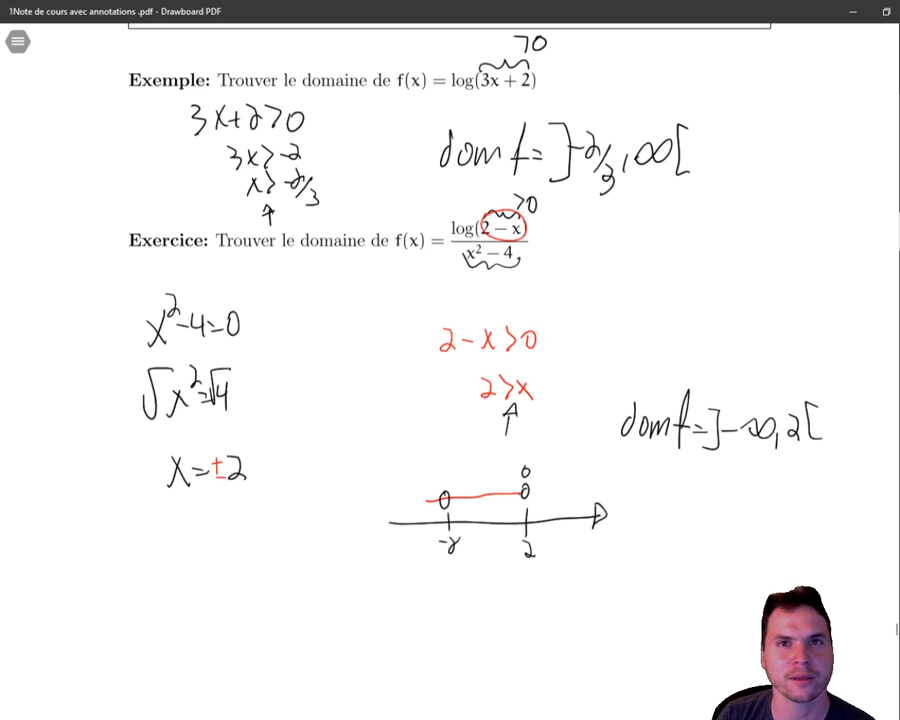 1Note de cours avec annotations .pdf - Drawboard PDF
>0
Exemple: Trouver le domaine de f(x) = log(3x + 2)
3x+2>0
3x>-2
x>-2/3
dom f = ]-2/3, ∞[
>0
Exercice: Trouver le domaine de f(x) = log(2 − x) / x² − 4
x²-4=0
√x²=√4
x=±2
2-x>0
2>x
dom f = ]-∞, 2[
-2 2